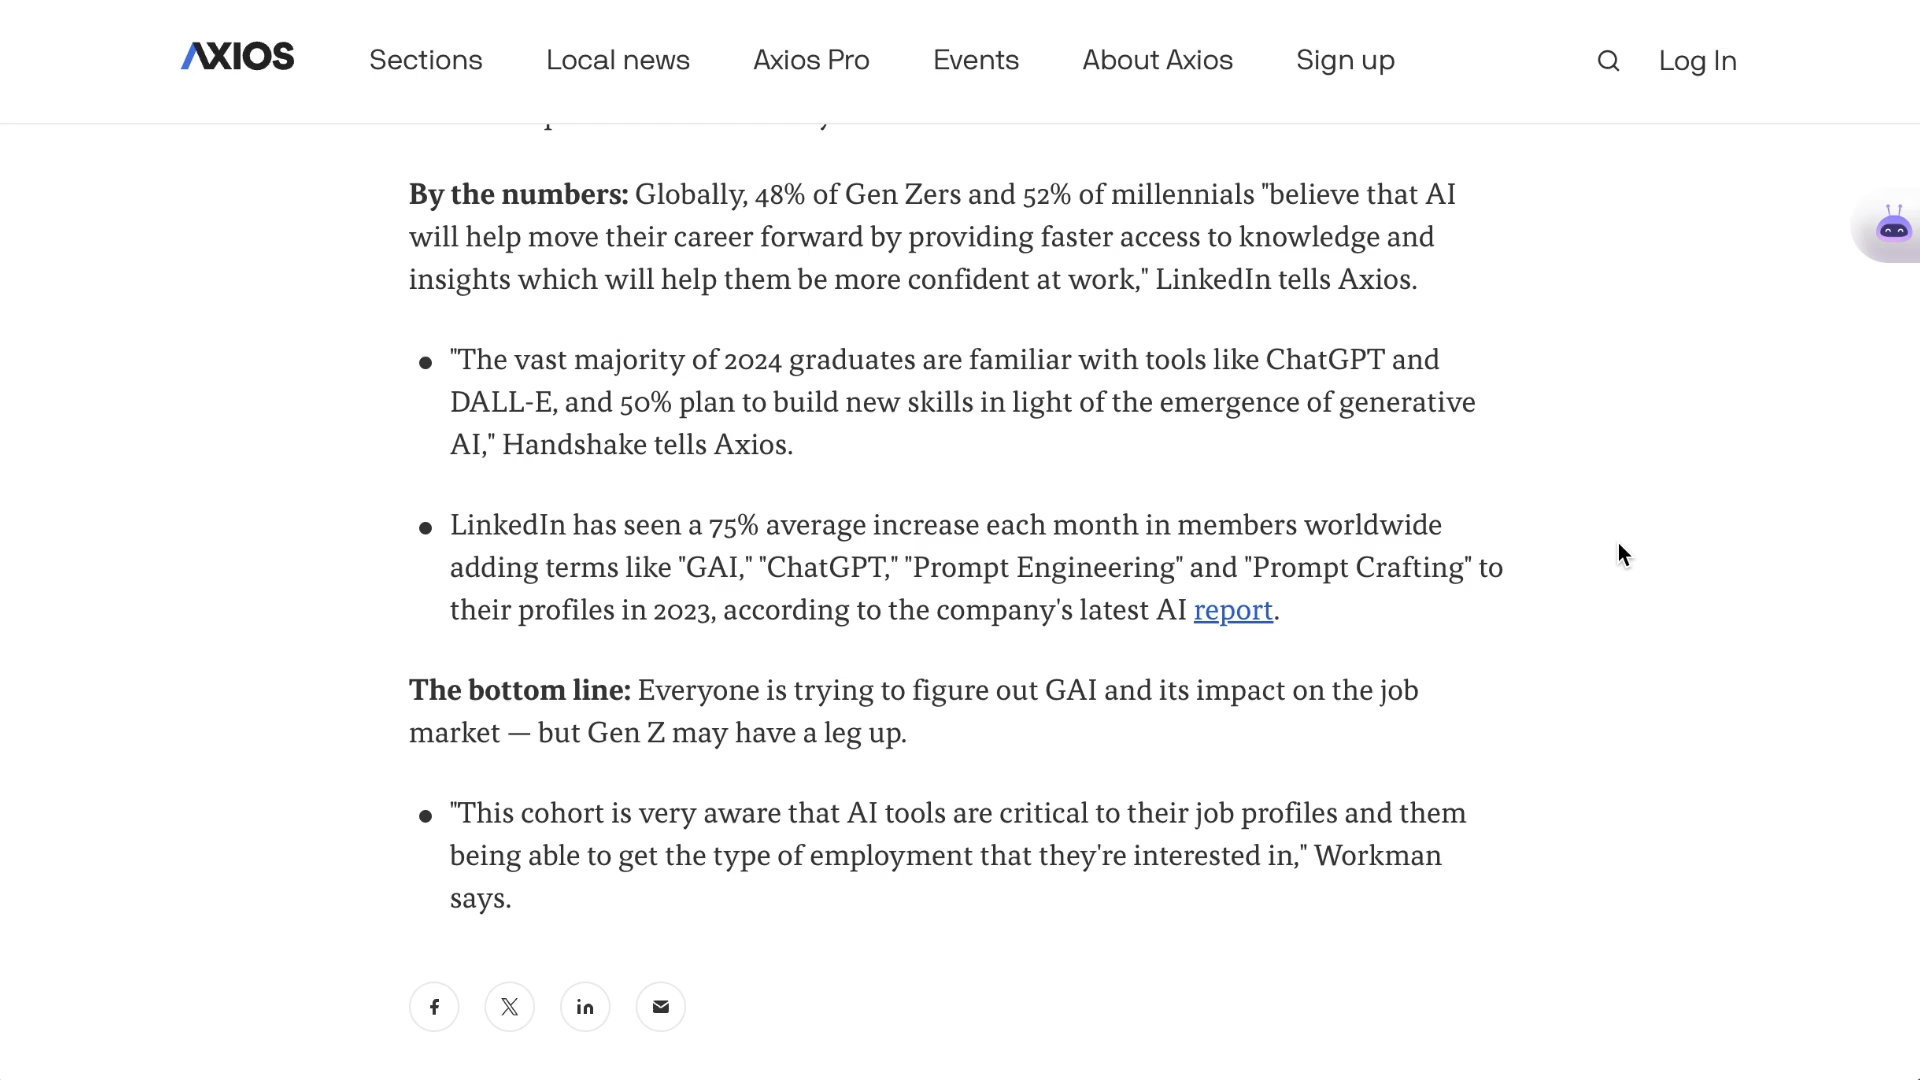 AXIOS Sections Local news Axios Pro Events About Axios Sign up Log In
By the numbers: Globally, 48% of Gen Zers and 52% of millennials "believe that AI
will help move their career forward by providing faster access to knowledge and
insights which will help them be more confident at work," LinkedIn tells Axios.
● "The vast majority of 2024 graduates are familiar with tools like ChatGPT and
DALL-E, and 50% plan to build new skills in light of the emergence of generative
AI," Handshake tells Axios.
● LinkedIn has seen a 75% average increase each month in members worldwide
adding terms like "GAI," "ChatGPT," "Prompt Engineering" and "Prompt Crafting" to
their profiles in 2023, according to the company's latest AI report.
The bottom line: Everyone is trying to figure out GAI and its impact on the job
market — but Gen Z may have a leg up.
● "This cohort is very aware that AI tools are critical to their job profiles and them
being able to get the type of employment that they're interested in," Workman
says.